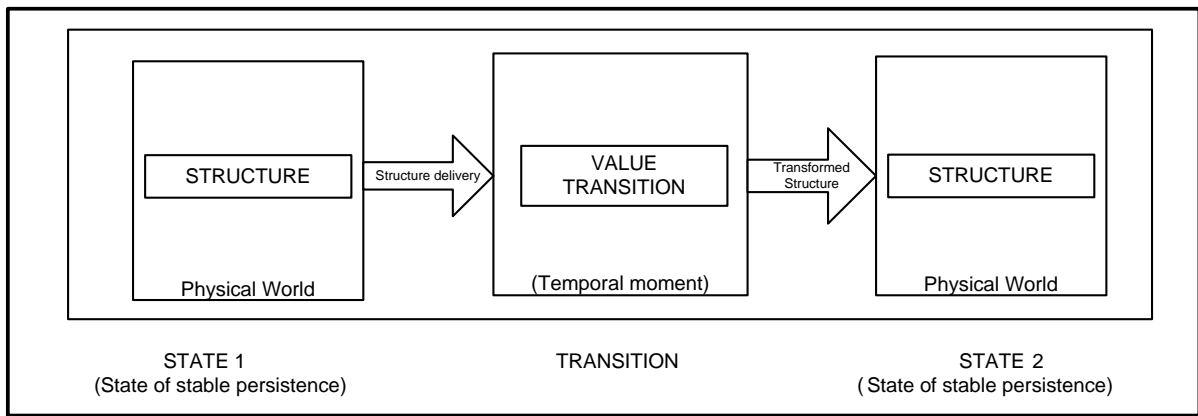 STRUCTURE
Physical World
Structure delivery
VALUE
TRANSITION
(Temporal moment)
Transformed
Structure
STRUCTURE
Physical World
STATE 1
(State of stable persistence)
TRANSITION
STATE 2
( State of stable persistence)